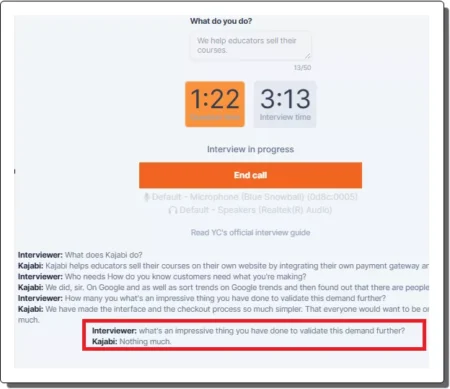 What do you do?
We help educators sell their
courses.
13/50
1:22 3:13
Interview time
Interview in progress
End call
Default - Microphone (Blue Snowball) (0d8c:0005)
Default - Speakers (Realtek(R) Audio)
Read YC's official interview guide
Interviewer: What does Kajabi do?
Kajabi: Kajabi helps educators sell their courses on their own website by integrating their own payment gateway an
Interviewer: Who needs How do you know customers need what you're making?
Kajabi: We did, sir. On Google and as well as sort trends on Google trends and then found out that there are people
Interviewer: How many you what's an impressive thing you have done to validate this demand further?
Kajabi: We have made the interface and the checkout process so much simpler. That everyone would want to be on
much.
Interviewer: what's an impressive thing you have done to validate this demand further?
Kajabi: Nothing much.